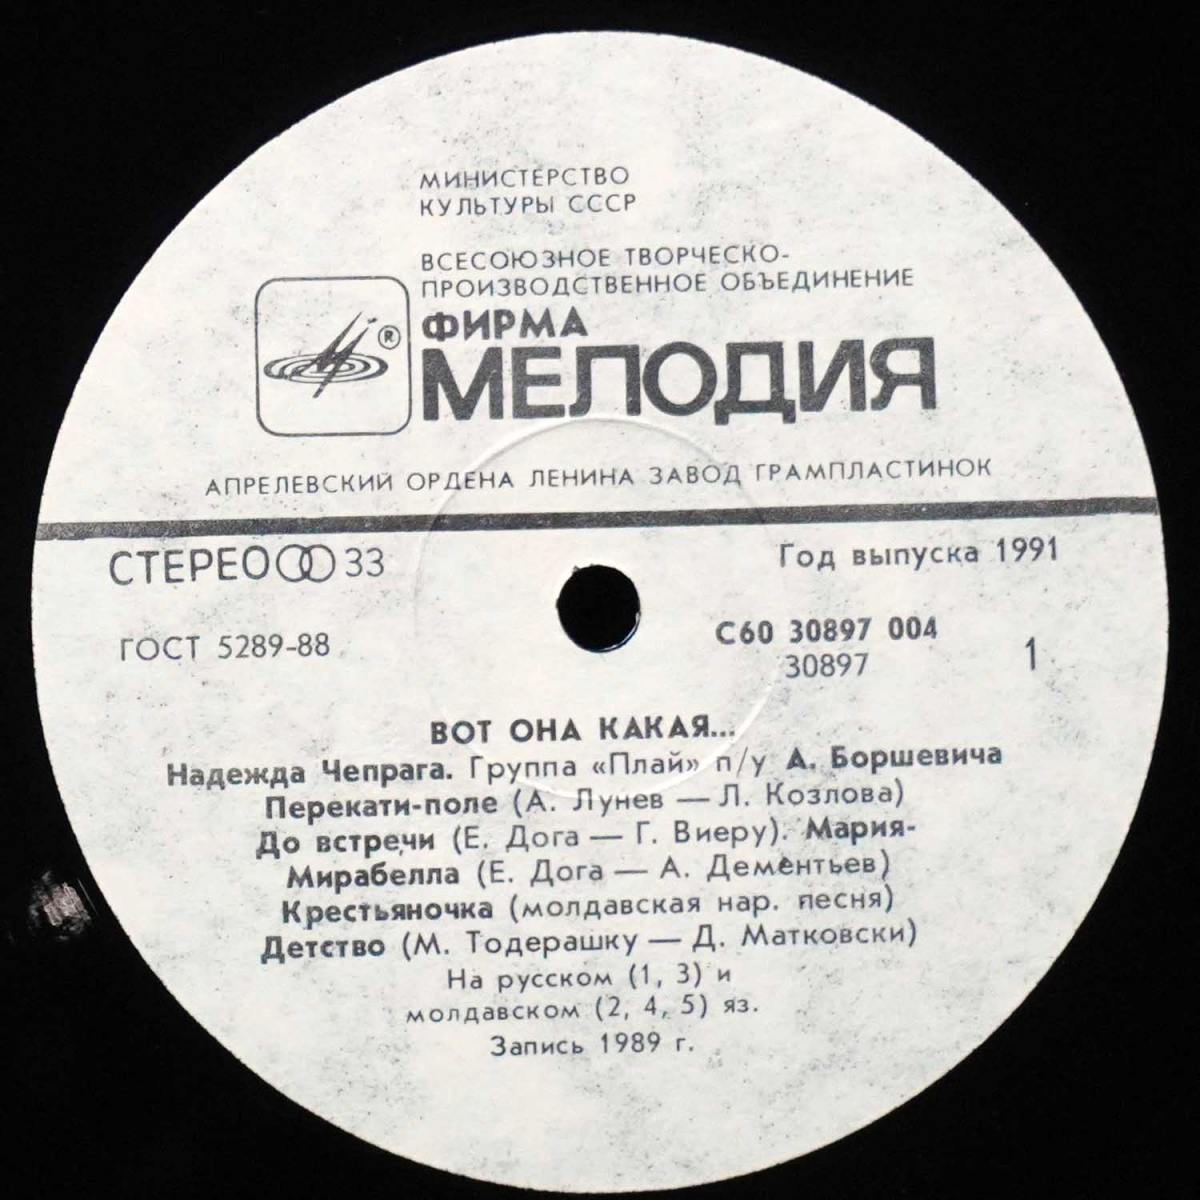 МИНИСТЕРСТВО
КУЛЬТУРЫ СССР
ВСЕСОЮЗНОЕ ТВОРЧЕСКО-
ПРОИЗВОДСТВЕННОЕ ОБЪЕДИНЕНИЕ
ФИРМА
®
МЕЛОДИЯ
АПРЕЛЕВСКИЙ ОРДЕНА ЛЕНИНА ЗАВОД ГРАМПЛАСТИНОК
СТЕРЕО 33
Год выпуска 1991
ГОСТ 5289-88
С60 30897 004
30897
1
ВОТ ОНА КАКАЯ...
Надежда Чепрага. Группа «Плай» п/у А. Боршевича
Перекати-поле (А. Лунев — Л. Козлова)
До встречи (Е. Дога — Г. Виеру). Мария-
Мирабелла (Е. Дога — А. Дементьев)
Крестьяночка (молдавская нар. песня)
Детство (М. Тодерашку — Д. Матковски)
На русском (1, 3) и
молдавском (2, 4, 5) яз.
Запись 1989 г.